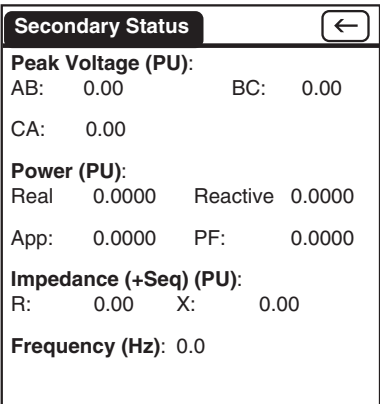 Secondary Status ←
Peak Voltage (PU):
AB: 0.00 BC: 0.00
CA: 0.00
Power (PU):
Real 0.0000 Reactive 0.0000
App: 0.0000 PF: 0.0000
Impedance (+Seq) (PU):
R: 0.00 X: 0.00
Frequency (Hz): 0.0